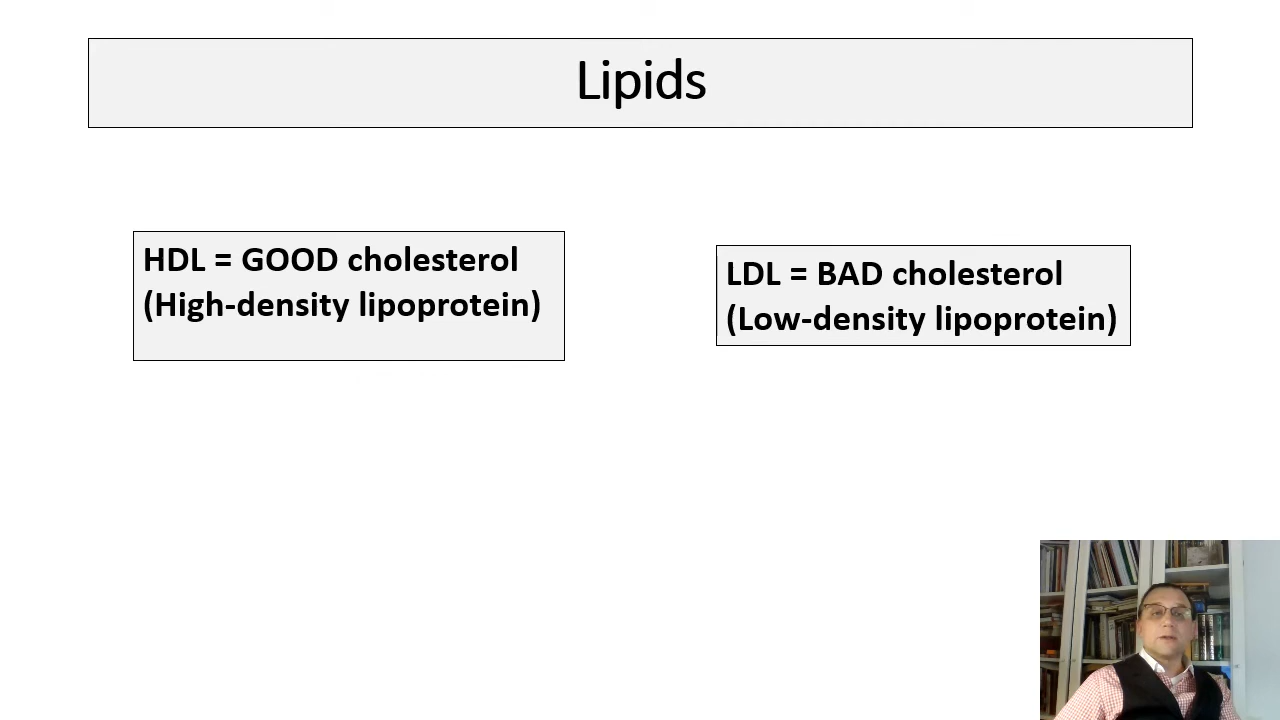 Lipids
HDL = GOOD cholesterol
(High-density lipoprotein)
LDL = BAD cholesterol
(Low-density lipoprotein)